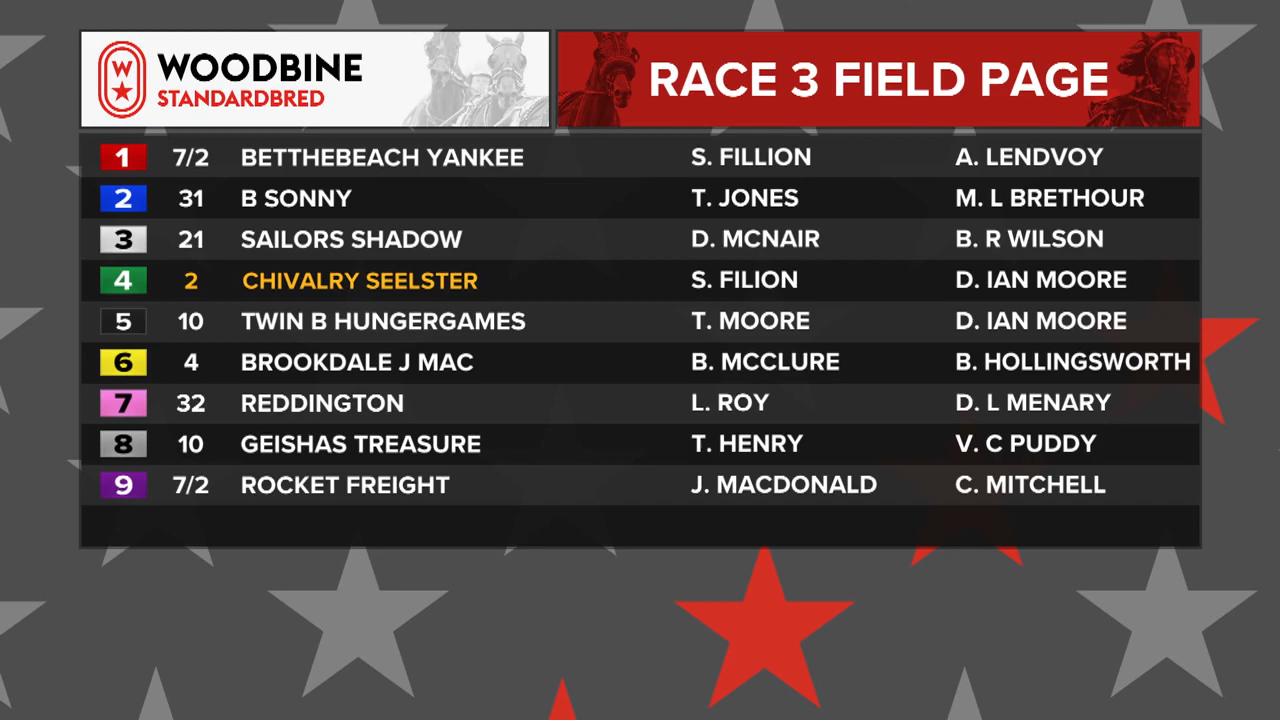 W
WOODBINE
STANDARDBRED
RACE 3 FIELD PAGE
1 7/2 BETTHEBEACH YANKEE S. FILLION A. LENDVOY
2 31 B SONNY T. JONES M. L BRETHOUR
3 21 SAILORS SHADOW D. MCNAIR B. R WILSON
4 2 CHIVALRY SEELSTER S. FILION D. IAN MOORE
5 10 TWIN B HUNGERGAMES T. MOORE D. IAN MOORE
6 4 BROOKDALE J MAC B. MCCLURE B. HOLLINGSWORTH
7 32 REDDINGTON L. ROY D. L MENARY
8 10 GEISHAS TREASURE T. HENRY V. C PUDDY
9 7/2 ROCKET FREIGHT J. MACDONALD C. MITCHELL